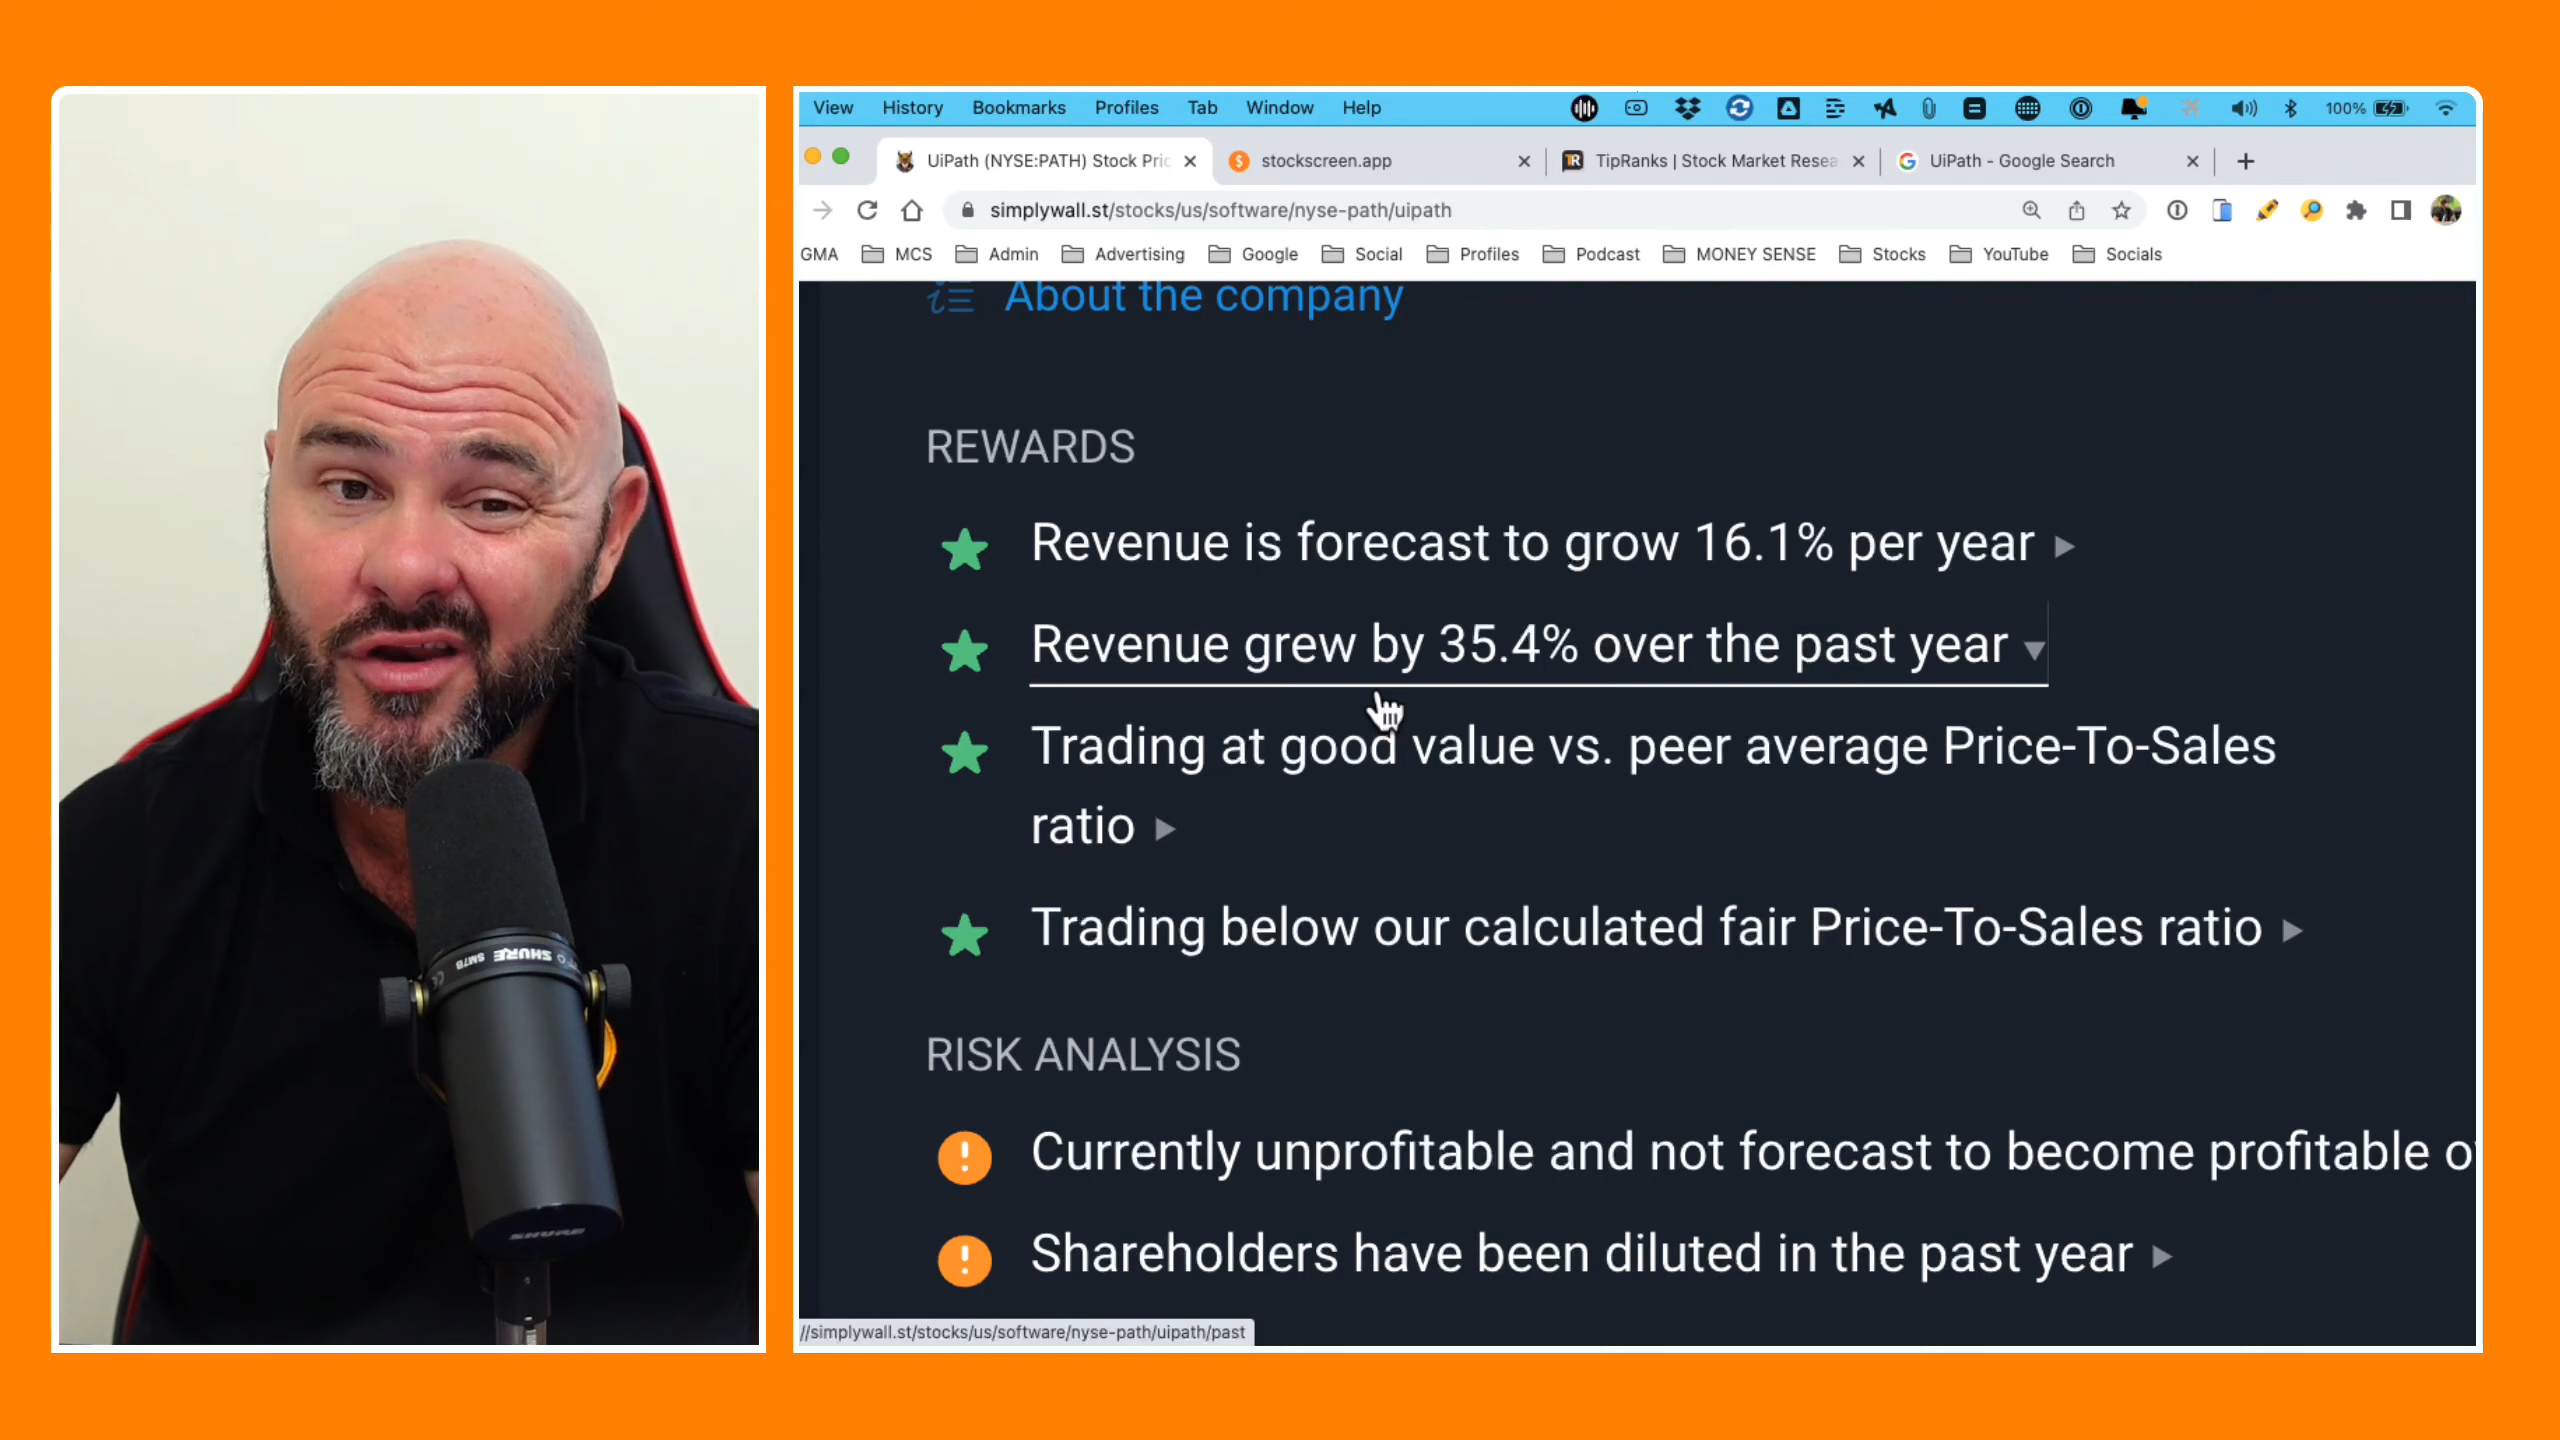 View History Bookmarks Profiles Tab Window Help 100%
UiPath (NYSE:PATH) Stock Pric stockscreen.app TipRanks | Stock Market Resea UiPath - Google Search
simplywall.st/stocks/us/software/nyse-path/uipath
GMA MCS Admin Advertising Google Social Profiles Podcast MONEY SENSE Stocks YouTube Socials
About the company
REWARDS
Revenue is forecast to grow 16.1% per year
Revenue grew by 35.4% over the past year
Trading at good value vs. peer average Price-To-Sales
ratio
Trading below our calculated fair Price-To-Sales ratio
RISK ANALYSIS
Currently unprofitable and not forecast to become profitable o
Shareholders have been diluted in the past year
//simplywall.st/stocks/us/software/nyse-path/uipath/past
SHURE SM7B
SHURE